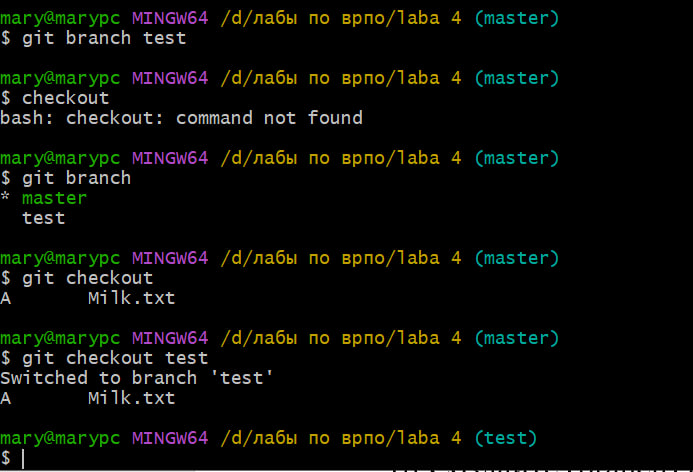 mary@marypc MINGW64 /d/лабы по врпо/laba 4 (master)
$ git branch test
mary@marypc MINGW64 /d/лабы по врпо/laba 4 (master)
$ checkout
bash: checkout: command not found
mary@marypc MINGW64 /d/лабы по врпо/laba 4 (master)
$ git branch
* master
  test
mary@marypc MINGW64 /d/лабы по врпо/laba 4 (master)
$ git checkout
A       Milk.txt
mary@marypc MINGW64 /d/лабы по врпо/laba 4 (master)
$ git checkout test
Switched to branch 'test'
A       Milk.txt
mary@marypc MINGW64 /d/лабы по врпо/laba 4 (test)
$